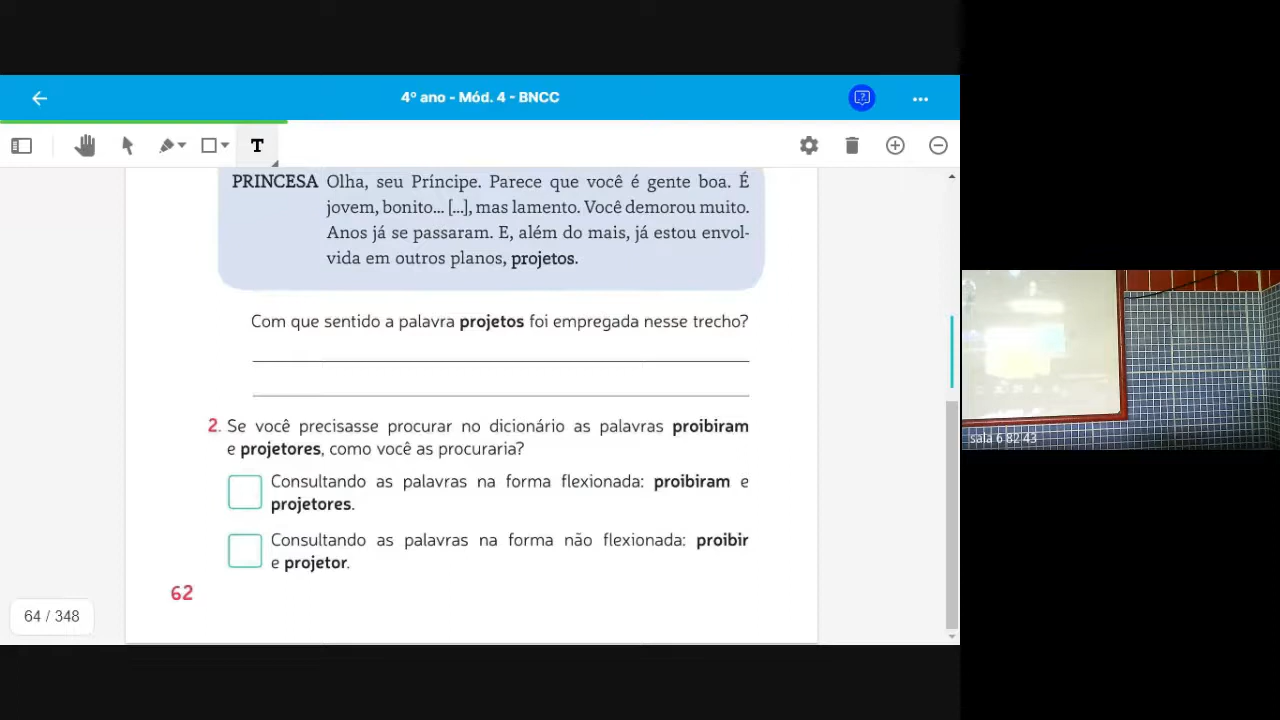 4º ano - Mód. 4 - BNCC
T
PRINCESA Olha, seu Príncipe. Parece que você é gente boa. É
jovem, bonito... [...], mas lamento. Você demorou muito.
Anos já se passaram. E, além do mais, já estou envol-
vida em outros planos, projetos.
Com que sentido a palavra projetos foi empregada nesse trecho?
2. Se você precisasse procurar no dicionário as palavras proibiram
e projetores, como você as procuraria?
Consultando as palavras na forma flexionada: proibiram e
projetores.
Consultando as palavras na forma não flexionada: proibir
e projetor.
62
64 / 348
sala 6 82 43